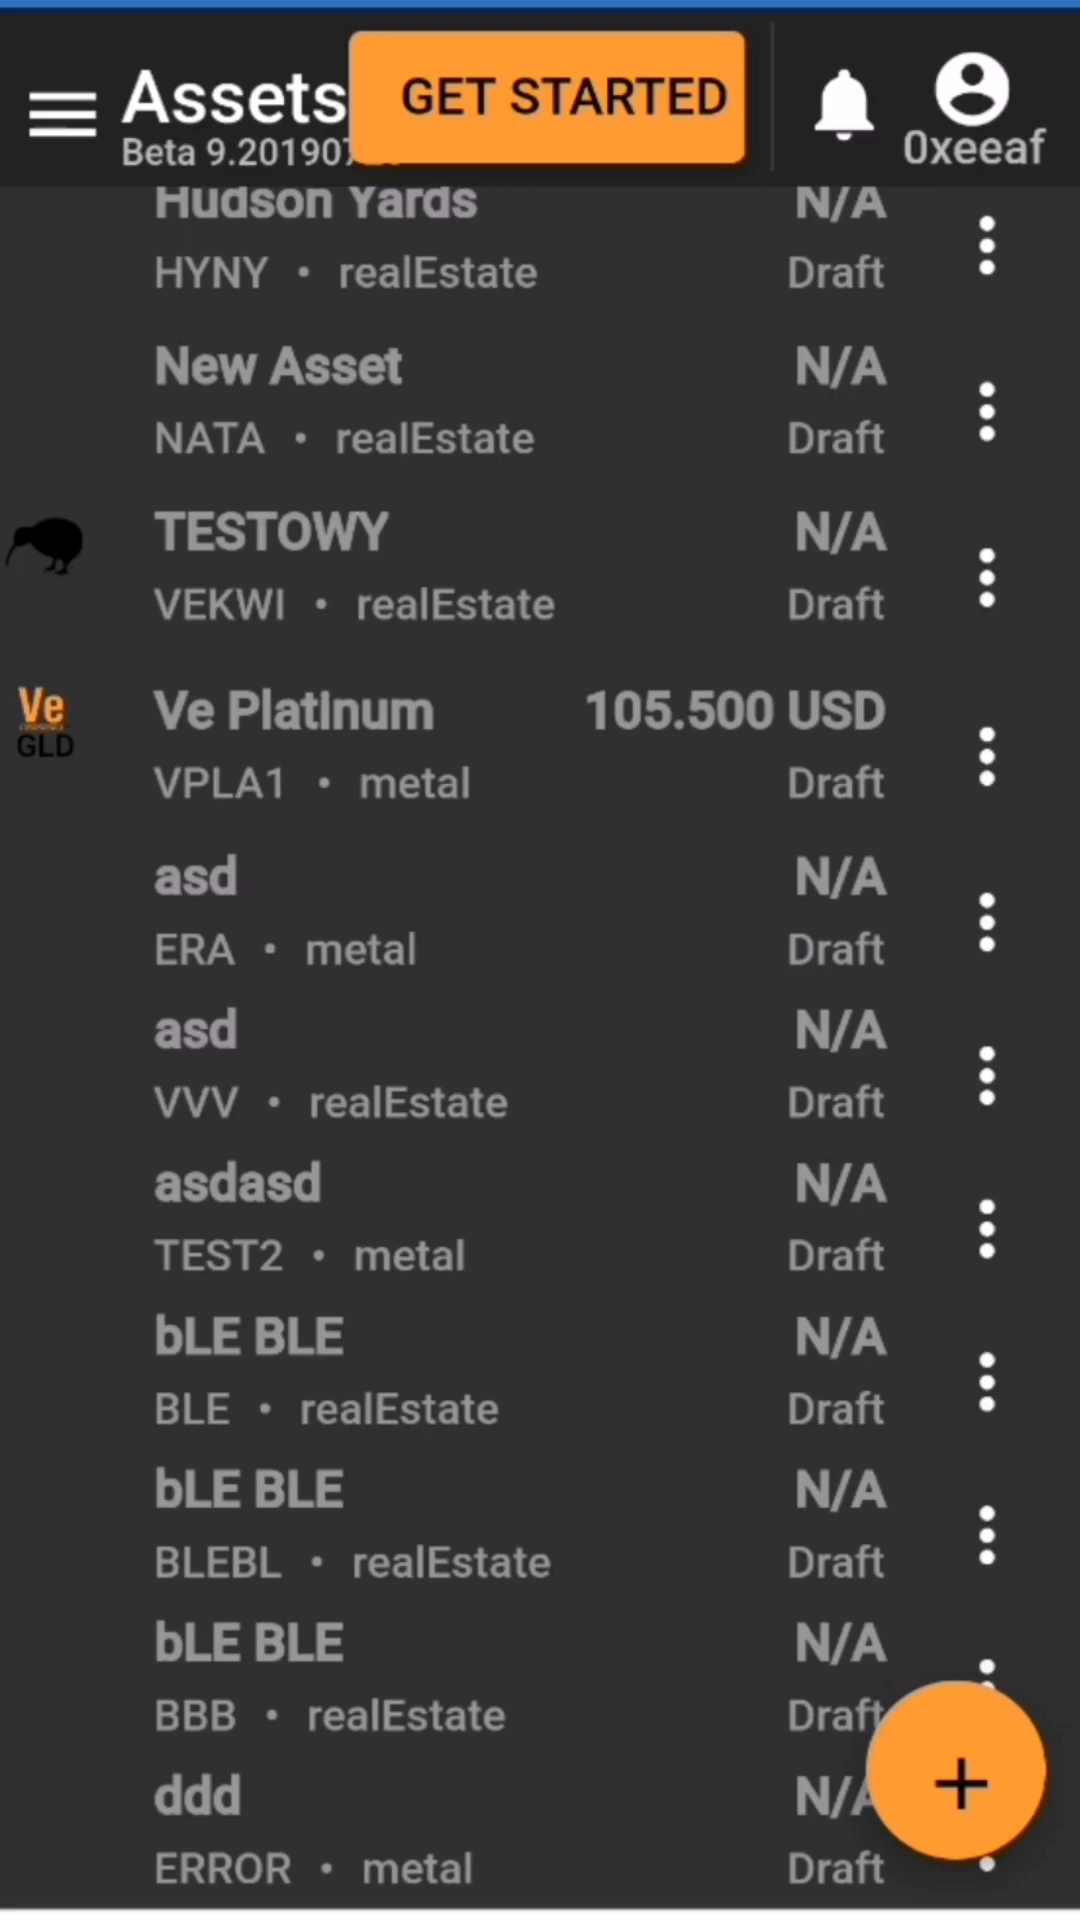 Assets
GET STARTED
Beta 9.20190
0xeeaf
Hudson Yards N/A
HYNY • realEstate Draft
New Asset N/A
NATA • realEstate Draft
TESTOWY N/A
VEKWI • realEstate Draft
Ve
GLD
Ve Platinum 105.500 USD
VPLA1 • metal Draft
asd N/A
ERA • metal Draft
asd N/A
VVV • realEstate Draft
asdasd N/A
TEST2 • metal Draft
bLE BLE N/A
BLE • realEstate Draft
bLE BLE N/A
BLEBL • realEstate Draft
bLE BLE N/A
BBB • realEstate Draft
ddd N/A
ERROR • metal Draft